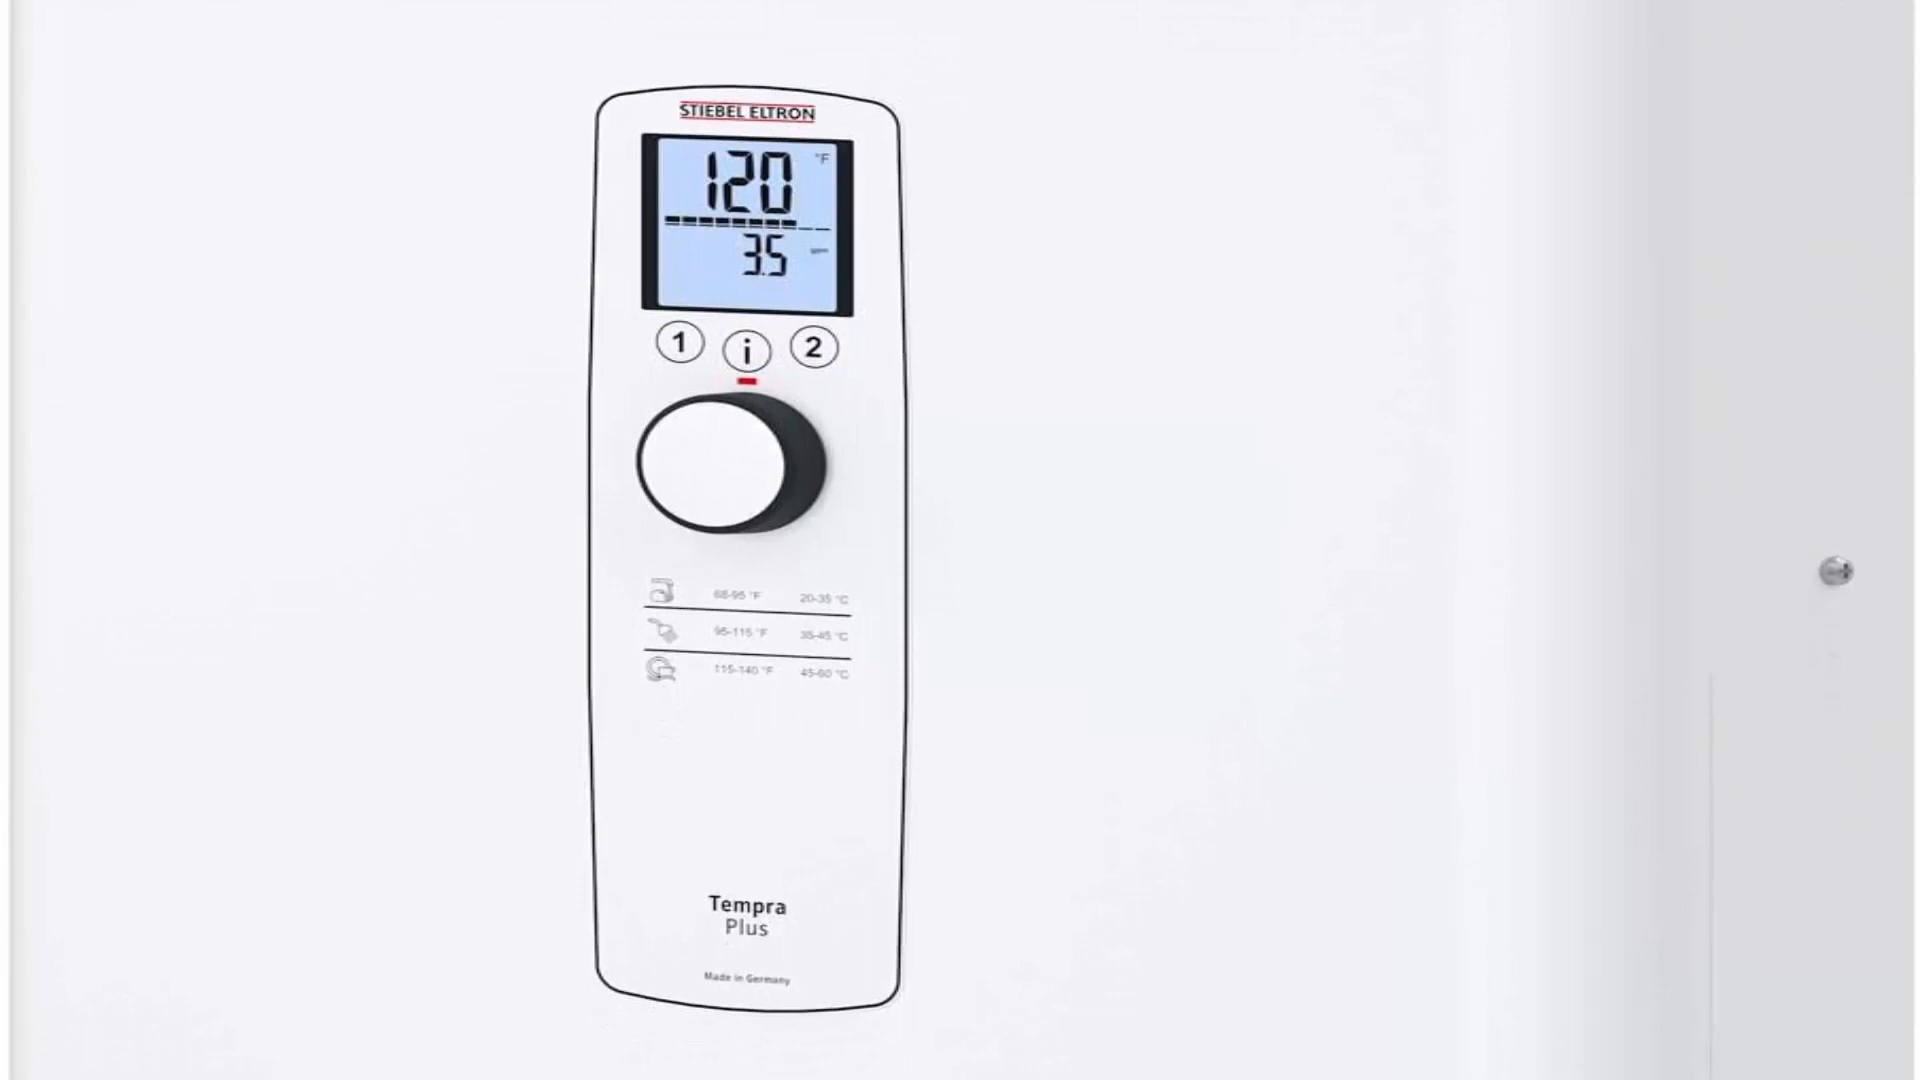 STIEBEL ELTRON
120 °F
3.5 gpm
1 i 2
68-95 °F 20-35 °C
95-115 °F 35-45 °C
115-140 °F 45-60 °C
Tempra
Plus
Made in Germany